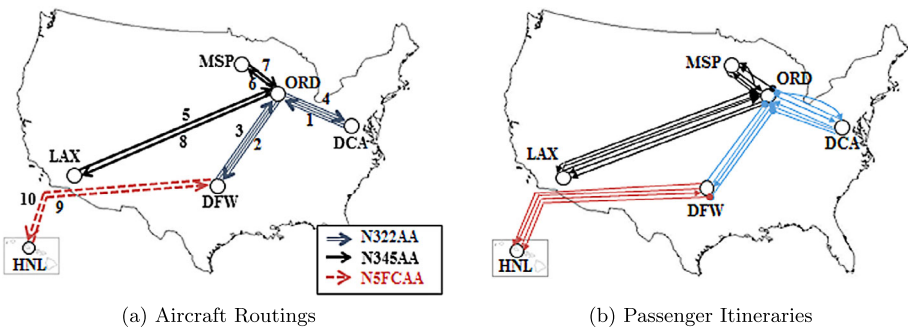 MSP
7
6
ORD
4
1
DCA
5
8
3
2
LAX
DFW
10
9
HNL
N322AA
N345AA
N5FCAA
(a) Aircraft Routings
MSP
ORD
DCA
LAX
DFW
HNL
(b) Passenger Itineraries